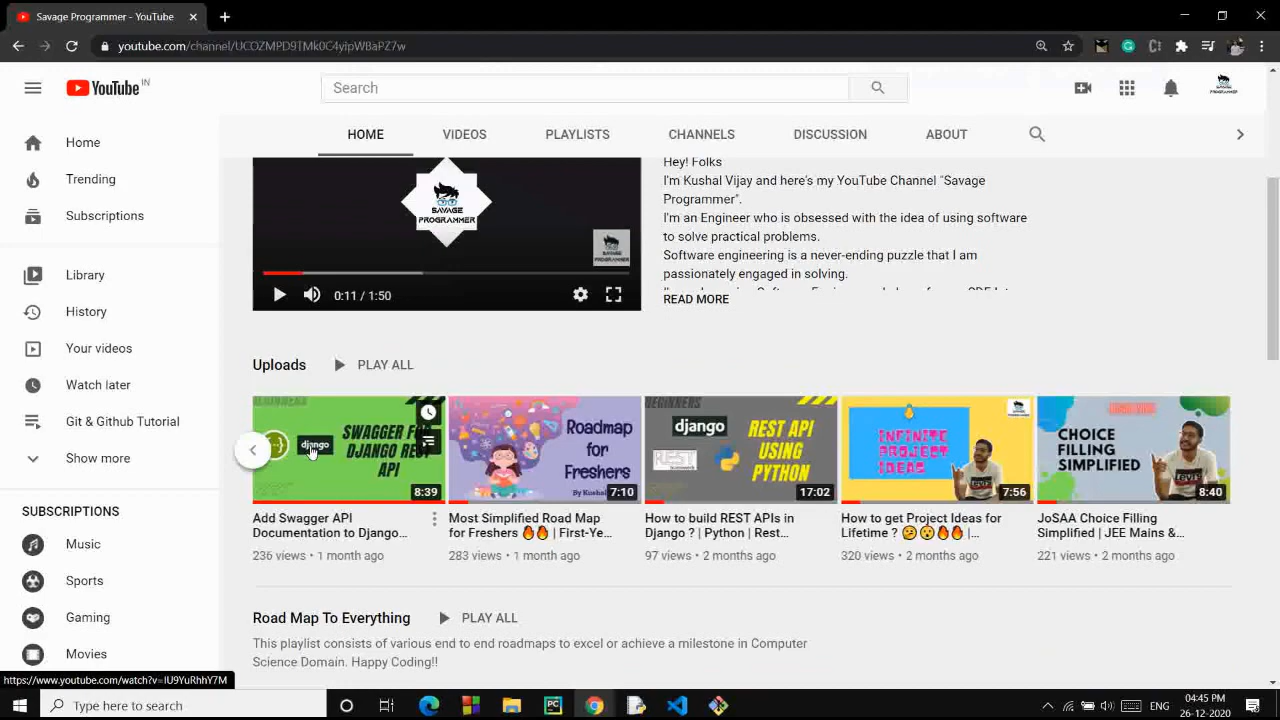 Savage Programmer - YouTube
youtube.com/channel/UCOZMPD9TMk0C4yipWBaPZ7w
YouTube IN
Search
HOME VIDEOS PLAYLISTS CHANNELS DISCUSSION ABOUT
Home
Trending
Subscriptions
Library
History
Your videos
Watch later
Git & Github Tutorial
Show more
SUBSCRIPTIONS
Music
Sports
Gaming
Movies
SAVAGE
PROGRAMMER
0:11 / 1:50
Hey! Folks
I'm Kushal Vijay and here's my YouTube Channel "Savage
Programmer".
I'm an Engineer who is obsessed with the idea of using software
to solve practical problems.
Software engineering is a never-ending puzzle that I am
passionately engaged in solving.
READ MORE
Uploads PLAY ALL
BEGINNERS
django
SWAGGER FOR
DJANGO REST
API
8:39
Add Swagger API
Documentation to Django...
236 views • 1 month ago
Roadmap
for
Freshers
By Kushal
7:10
Most Simplified Road Map
for Freshers 🔥🔥 | First-Ye...
283 views • 1 month ago
BEGINNERS
django
REST
REST API
USING
PYTHON
17:02
How to build REST APIs in
Django ? | Python | Rest...
97 views • 2 months ago
INFINITE
PROJECT
IDEAS
7:56
How to get Project Ideas for
Lifetime ? 🤔😮🔥🔥 |...
320 views • 2 months ago
CHOICE
FILLING
SIMPLIFIED
Levi's
8:40
JoSAA Choice Filling
Simplified | JEE Mains &...
221 views • 2 months ago
Road Map To Everything PLAY ALL
This playlist consists of various end to end roadmaps to excel or achieve a milestone in Computer
Science Domain. Happy Coding!!
https://www.youtube.com/watch?v=IU9YuRhhY7M
Type here to search
ENG
04:45 PM
26-12-2020